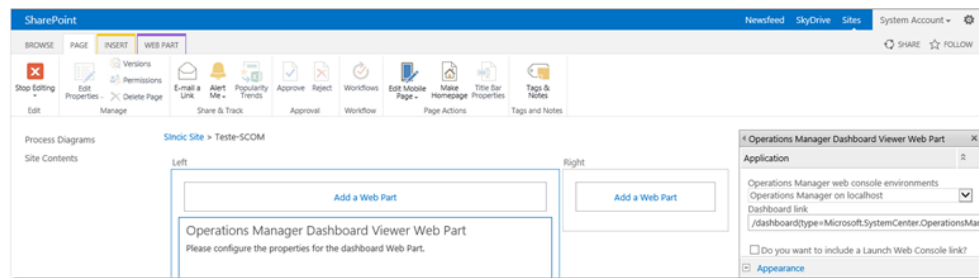 SharePoint
Newsfeed SkyDrive Sites System Account
BROWSE PAGE INSERT WEB PART
SHARE FOLLOW
Stop Editing
Edit Properties
Versions
Permissions
Delete Page
E-mail a Link
Alert Me
Popularity Trends
Approve
Reject
Workflows
Edit Mobile Page
Make Homepage
Title Bar Properties
Tags & Notes
Edit Manage Share & Track Approval Workflow Page Actions Tags and Notes
Process Diagrams
Site Contents
SIncic Site > Teste-SCOM
Left
Add a Web Part
Operations Manager Dashboard Viewer Web Part
Please configure the properties for the dashboard Web Part.
Right
Add a Web Part
Operations Manager Dashboard Viewer Web Part
Application
Operations Manager web console environments
Operations Manager on localhost
Dashboard link
/dashboard(type=Microsoft.SystemCenter.OperationsMar
Do you want to include a Launch Web Console link?
Appearance